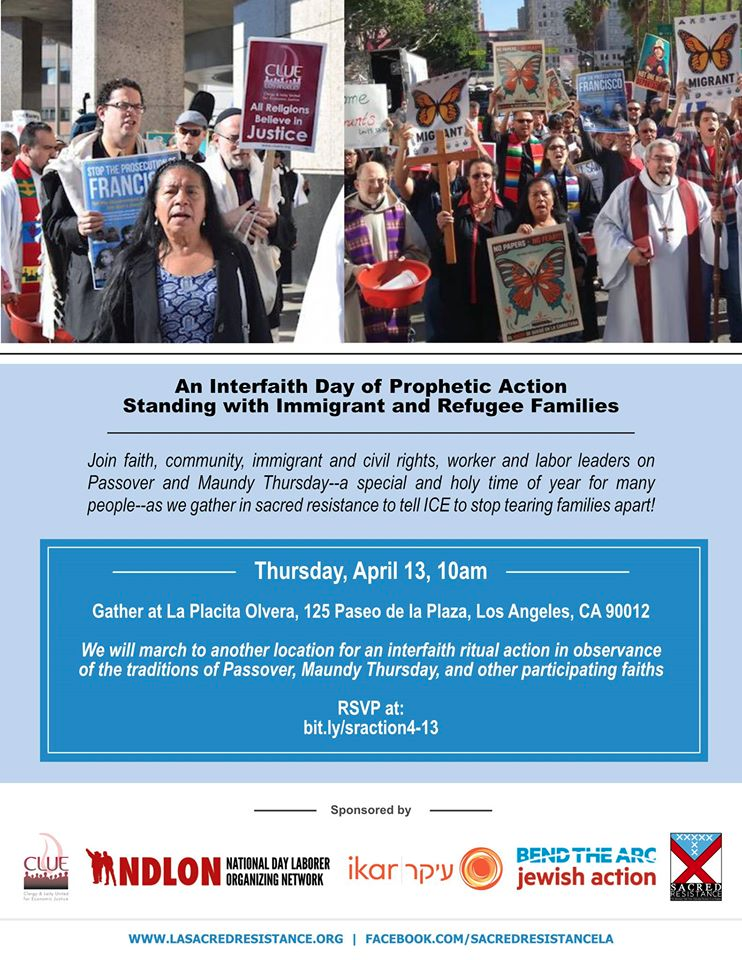 CLUE
Los Angeles
All Religions
Believe in
Justice
STOP THE PROSECUTION
FRANCIS
MIGRANT
NO PAPERS
FRANCISCO
MIGRANT
NO PAPERS - NO FEAR
An Interfaith Day of Prophetic Action
Standing with Immigrant and Refugee Families
Join faith, community, immigrant and civil rights, worker and labor leaders on
Passover and Maundy Thursday--a special and holy time of year for many
people--as we gather in sacred resistance to tell ICE to stop tearing families apart!
Thursday, April 13, 10am
Gather at La Placita Olvera, 125 Paseo de la Plaza, Los Angeles, CA 90012
We will march to another location for an interfaith ritual action in observance
of the traditions of Passover, Maundy Thursday, and other participating faiths
RSVP at:
bit.ly/sraction4-13
Sponsored by
CLUE
Clergy & Laity United
for Economic Justice
NDLON NATIONAL DAY LABORER
ORGANIZING NETWORK
ikar עיקר
BEND THE ARC
jewish action
SACRED
RESISTANCE
WWW.LASACREDRESISTANCE.ORG | FACEBOOK.COM/SACREDRESISTANCELA